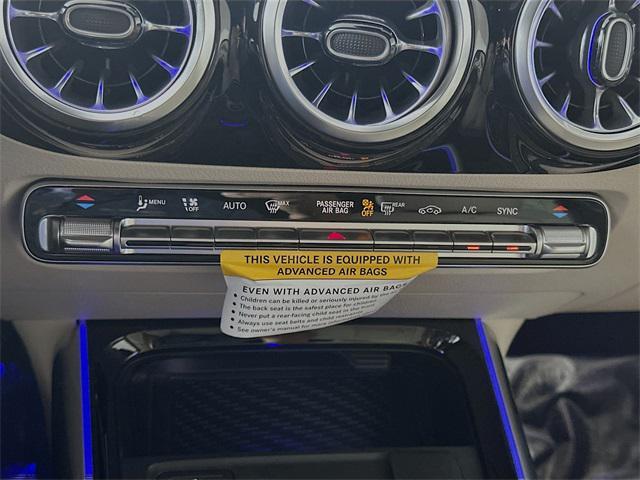 MENU OFF AUTO MAX PASSENGER AIR BAG OFF REAR A/C SYNC
THIS VEHICLE IS EQUIPPED WITH
ADVANCED AIR BAGS
EVEN WITH ADVANCED AIR BAGS
• Children can be killed or seriously injured by the
• The back seat is the safest place for children.
• Never put a rear-facing child seat in the front.
• Always use seat belts and child restraints.
• See owner's manual for more